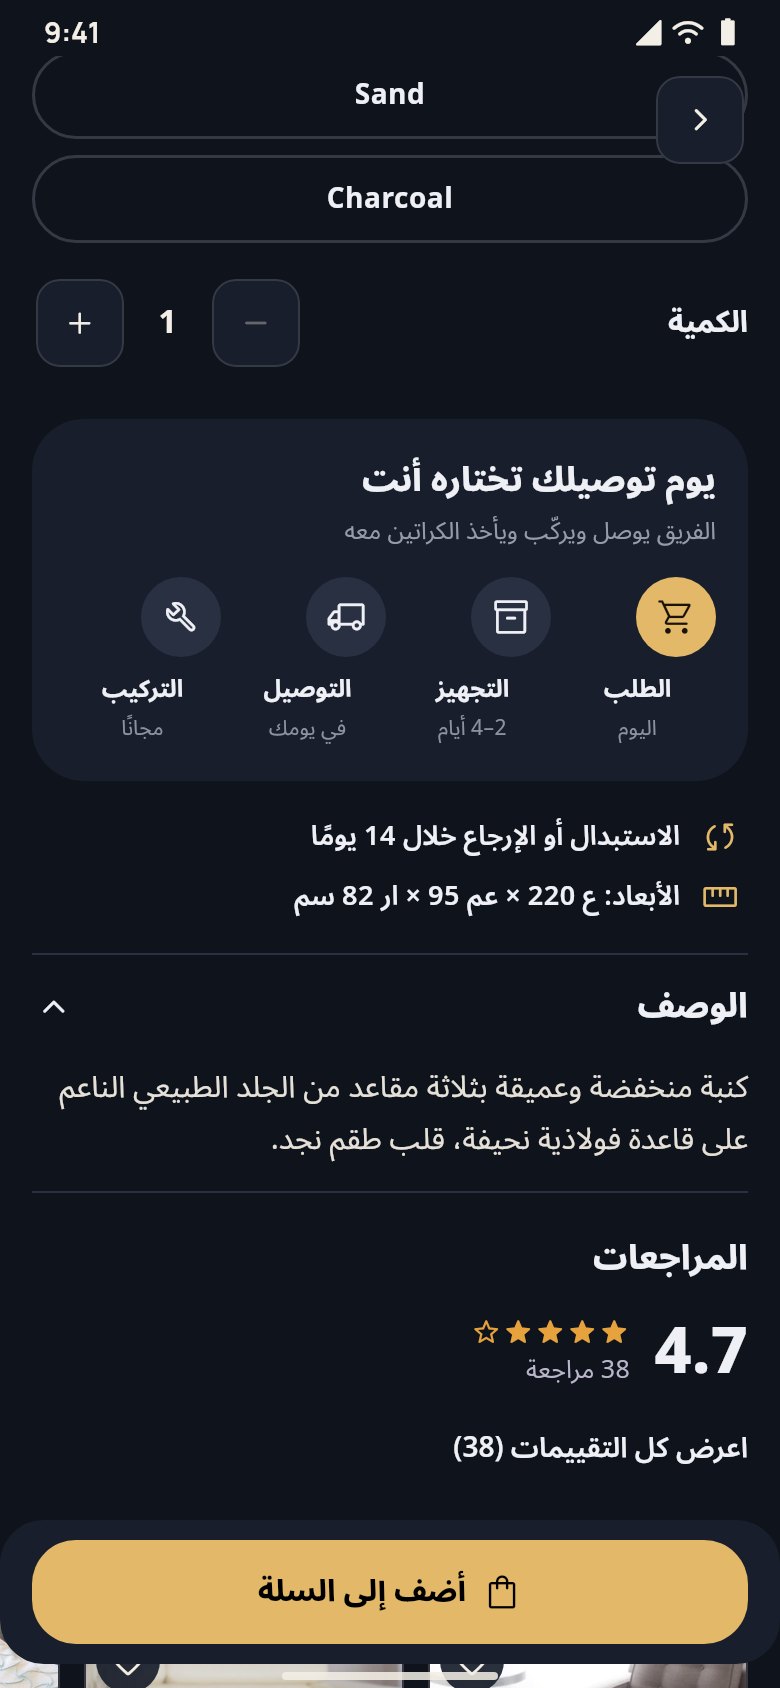 9:41
Sand
Charcoal
الكمية
1
يوم توصيلك تختاره أنت
الفريق يوصل ويركّب ويأخذ الكراتين معه
الطلب
اليوم
التجهيز
2–4 أيام
التوصيل
في يومك
التركيب
مجانًا
الاستبدال أو الإرجاع خلال 14 يومًا
الأبعاد: ع 220 × عم 95 × ار 82 سم
الوصف
كنبة منخفضة وعميقة بثلاثة مقاعد من الجلد الطبيعي الناعم
على قاعدة فولاذية نحيفة، قلب طقم نجد.
المراجعات
4.7
38 مراجعة
اعرض كل التقييمات (38)
أضف إلى السلة